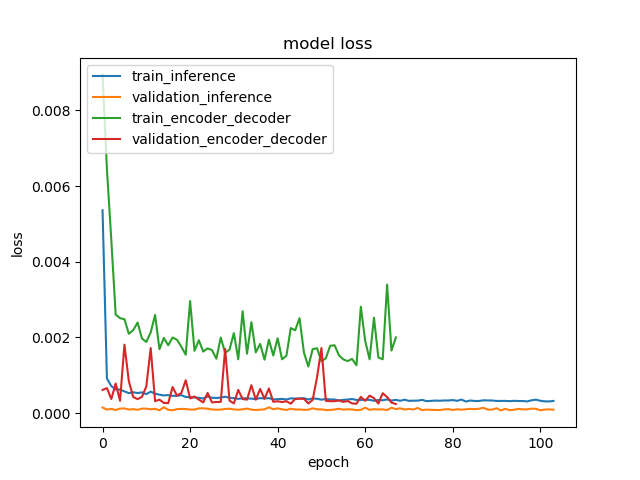 model loss
train_inference
validation_inference
train_encoder_decoder
validation_encoder_decoder
loss
0.008
0.006
0.004
0.002
0.000
0 20 40 60 80 100
epoch